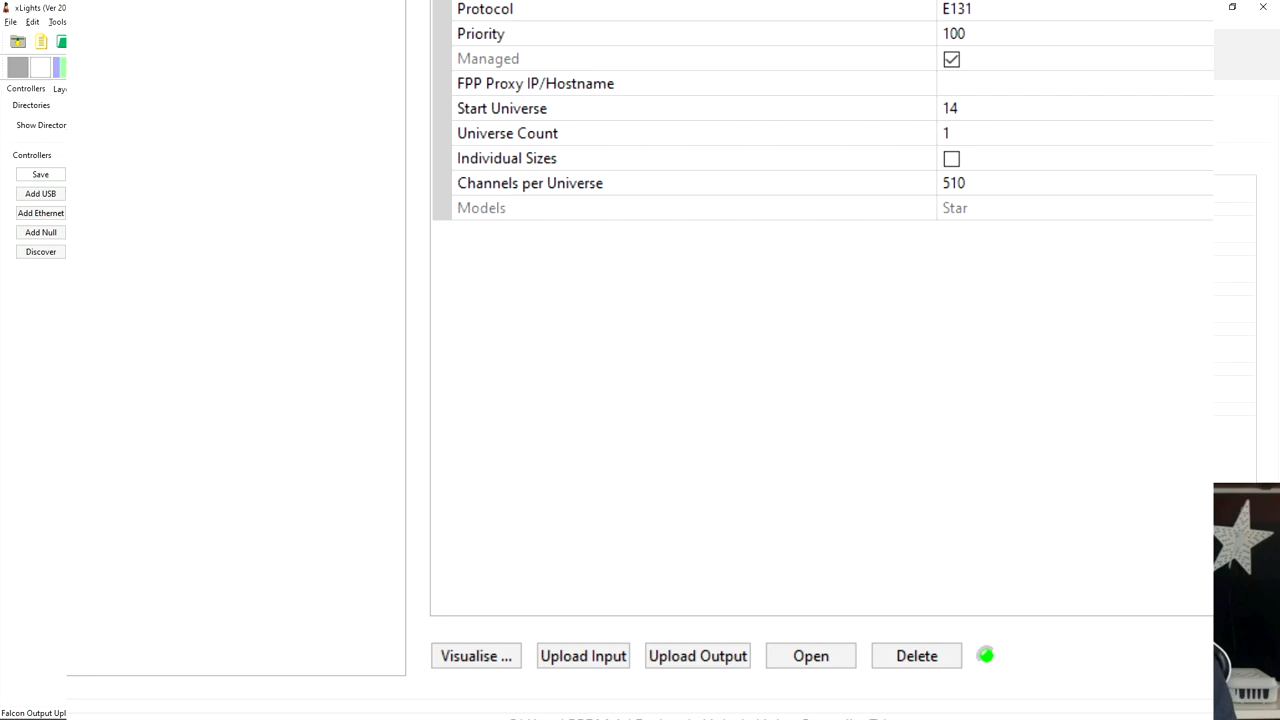 xLights (Ver 20
File Edit Tools
Controllers Lay
Directories
Show Director
Controllers
Save
Add USB
Add Ethernet
Add Null
Discover
Protocol E131
Priority 100
Managed
FPP Proxy IP/Hostname
Start Universe 14
Universe Count 1
Individual Sizes
Channels per Universe 510
Models Star
Visualise ... Upload Input Upload Output Open Delete
Falcon Output Upl